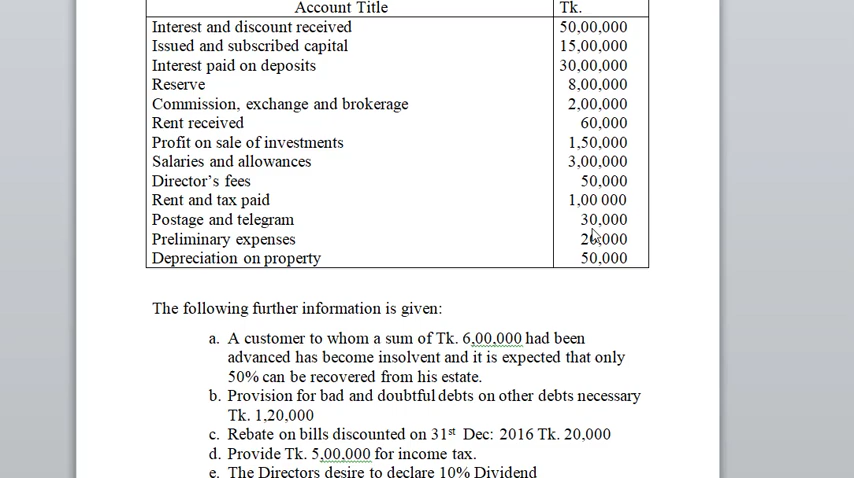 Account Title Tk.
Interest and discount received 50,00,000
Issued and subscribed capital 15,00,000
Interest paid on deposits 30,00,000
Reserve 8,00,000
Commission, exchange and brokerage 2,00,000
Rent received 60,000
Profit on sale of investments 1,50,000
Salaries and allowances 3,00,000
Director's fees 50,000
Rent and tax paid 1,00 000
Postage and telegram 30,000
Preliminary expenses
Depreciation on property 50,000
The following further information is given:
a. A customer to whom a sum of Tk. 6,00,000 had been
advanced has become insolvent and it is expected that only
50% can be recovered from his estate.
b. Provision for bad and doubtful debts on other debts necessary
Tk. 1,20,000
c. Rebate on bills discounted on 31st Dec: 2016 Tk. 20,000
d. Provide Tk. 5,00,000 for income tax.
e. The Directors desire to declare 10% Dividend